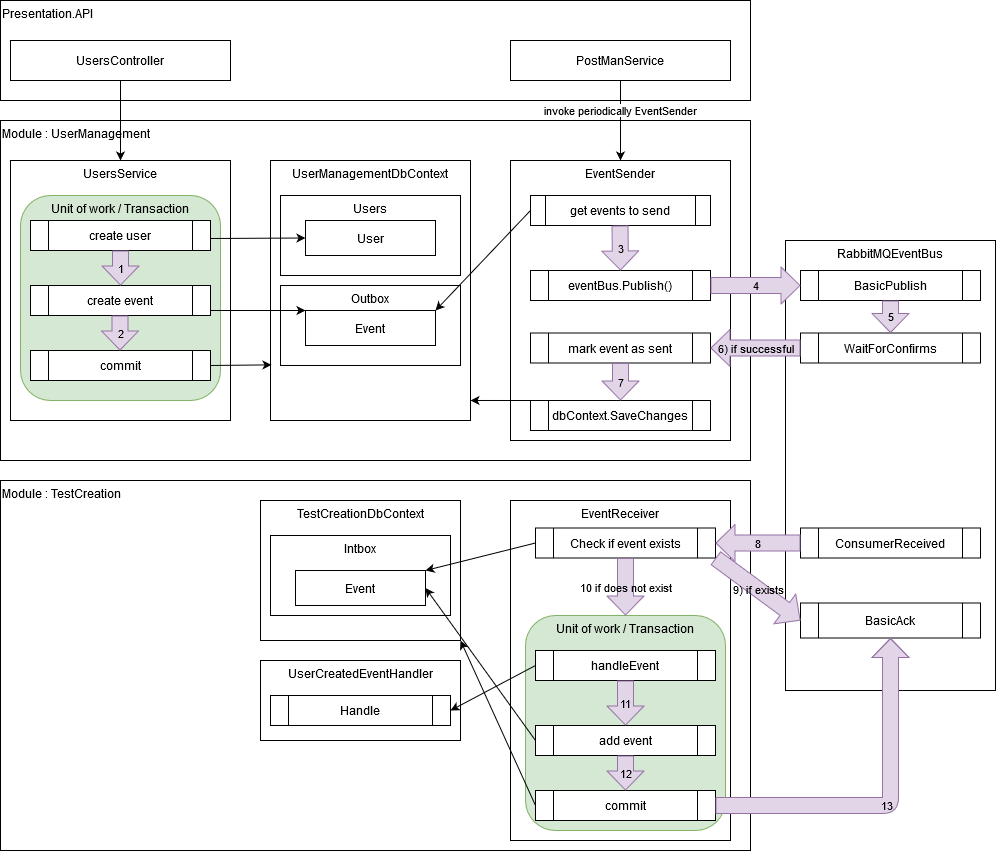 Presentation.API
UsersController
PostManService
invoke periodically EventSender
Module : UserManagement
UsersService
Unit of work / Transaction
create user
1
create event
2
commit
UserManagementDbContext
Users
User
Outbox
Event
EventSender
get events to send
3
eventBus.Publish()
4
mark event as sent
6) if successful
7
dbContext.SaveChanges
RabbitMQEventBus
BasicPublish
5
WaitForConfirms
ConsumerReceived
BasicAck
Module : TestCreation
TestCreationDbContext
Intbox
Event
UserCreatedEventHandler
Handle
EventReceiver
Check if event exists
8
9) if exists
10 if does not exist
Unit of work / Transaction
handleEvent
11
add event
12
commit
13